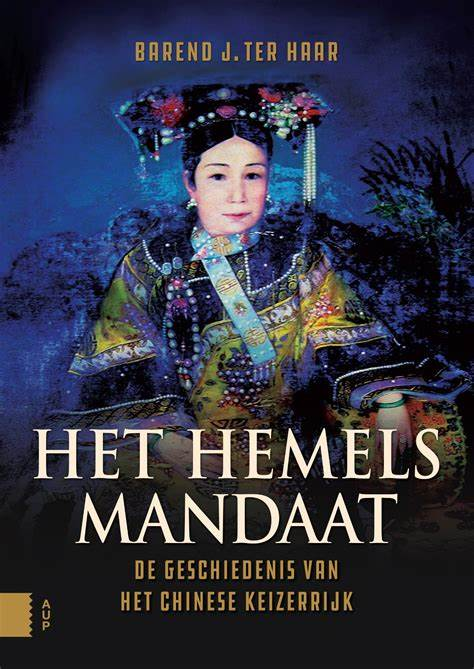 BAREND J. TER HAAR
HET HEMELS
MANDAAT
DE GESCHIEDENIS VAN
HET CHINESE KEIZERRIJK
AUP